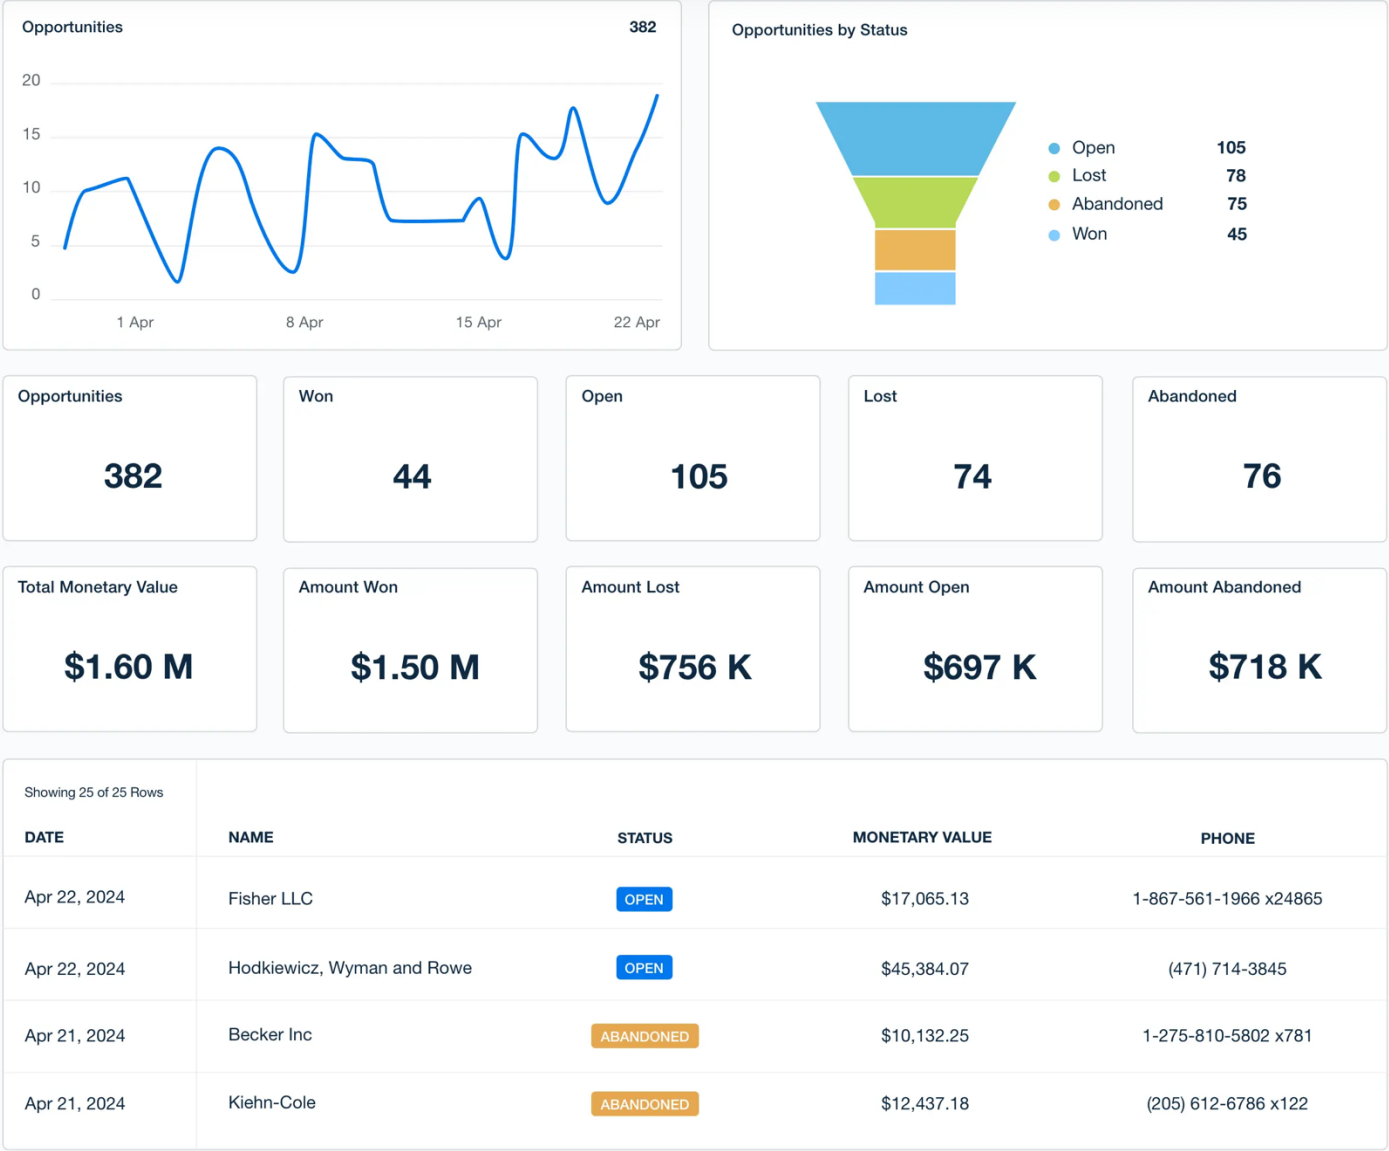 Opportunities 382
20
15
10
5
0
1 Apr 8 Apr 15 Apr 22 Apr
Opportunities by Status
Open 105
Lost 78
Abandoned 75
Won 45
Opportunities
382
Won
44
Open
105
Lost
74
Abandoned
76
Total Monetary Value
$1.60 M
Amount Won
$1.50 M
Amount Lost
$756 K
Amount Open
$697 K
Amount Abandoned
$718 K
Showing 25 of 25 Rows
DATE NAME STATUS MONETARY VALUE PHONE
Apr 22, 2024 Fisher LLC OPEN $17,065.13 1-867-561-1966 x24865
Apr 22, 2024 Hodkiewicz, Wyman and Rowe OPEN $45,384.07 (471) 714-3845
Apr 21, 2024 Becker Inc ABANDONED $10,132.25 1-275-810-5802 x781
Apr 21, 2024 Kiehn-Cole ABANDONED $12,437.18 (205) 612-6786 x122